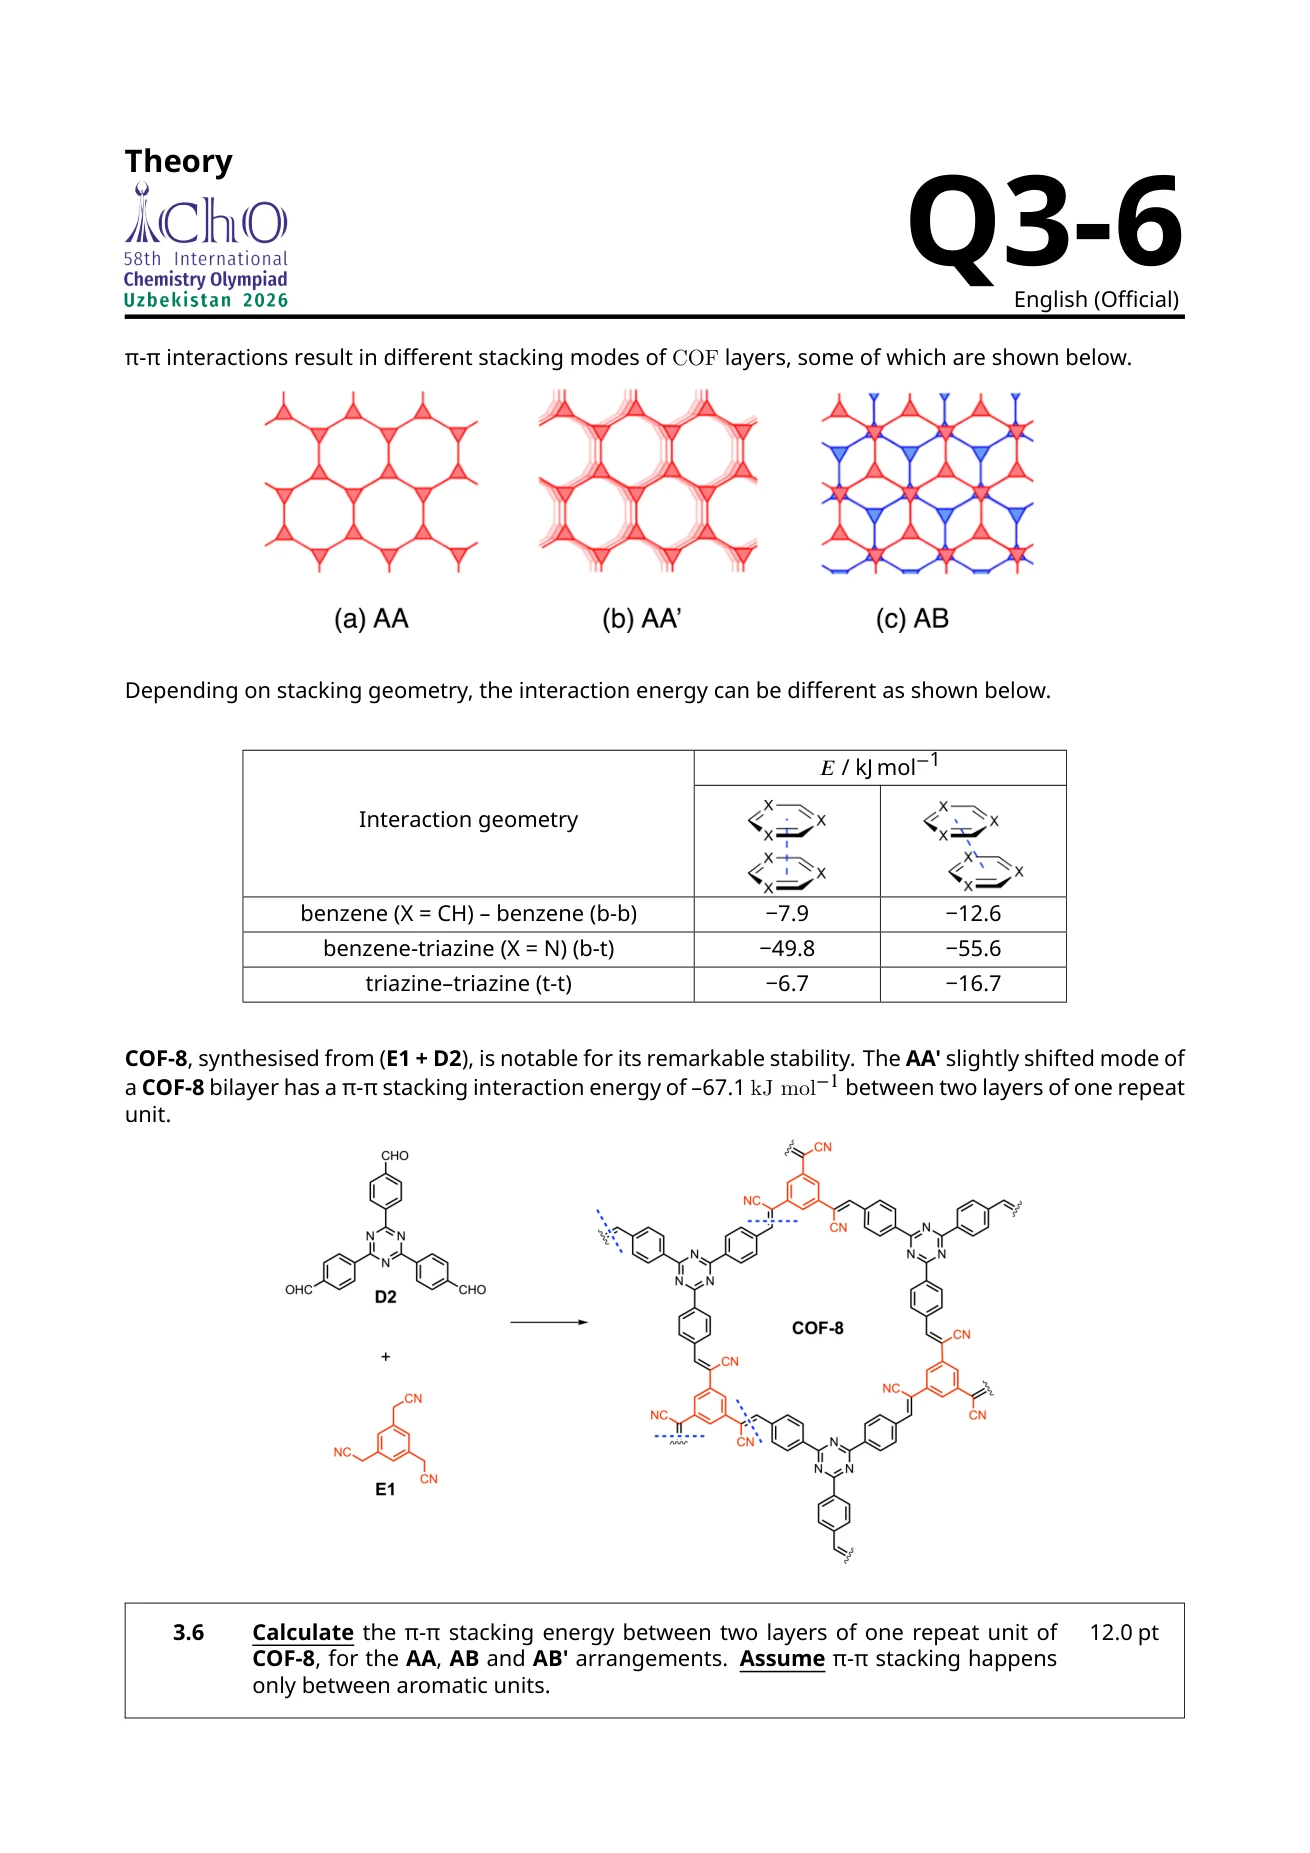 Theory
IChO
58th International
Chemistry Olympiad
Uzbekistan 2026
Q3-6
English (Official)
π-π interactions result in different stacking modes of COF layers, some of which are shown below.
(a) AA
(b) AA’
(c) AB
Depending on stacking geometry, the interaction energy can be different as shown below.
Interaction geometry
E / kJ mol⁻¹
X X X
X X X
X X X
X X X
benzene (X = CH) – benzene (b-b) −7.9 −12.6
benzene-triazine (X = N) (b-t) −49.8 −55.6
triazine–triazine (t-t) −6.7 −16.7
COF-8, synthesised from (E1 + D2), is notable for its remarkable stability. The AA' slightly shifted mode of
a COF-8 bilayer has a π-π stacking interaction energy of –67.1 kJ mol⁻¹ between two layers of one repeat
unit.
CHO
N N
N
OHC CHO
D2
+
CN
NC
CN
E1
CN
NC
CN
N
N N
N
N N
COF-8
CN
CN
NC
CN
NC
CN
N
N N
3.6 Calculate the π-π stacking energy between two layers of one repeat unit of 12.0 pt
COF-8, for the AA, AB and AB' arrangements. Assume π-π stacking happens
only between aromatic units.